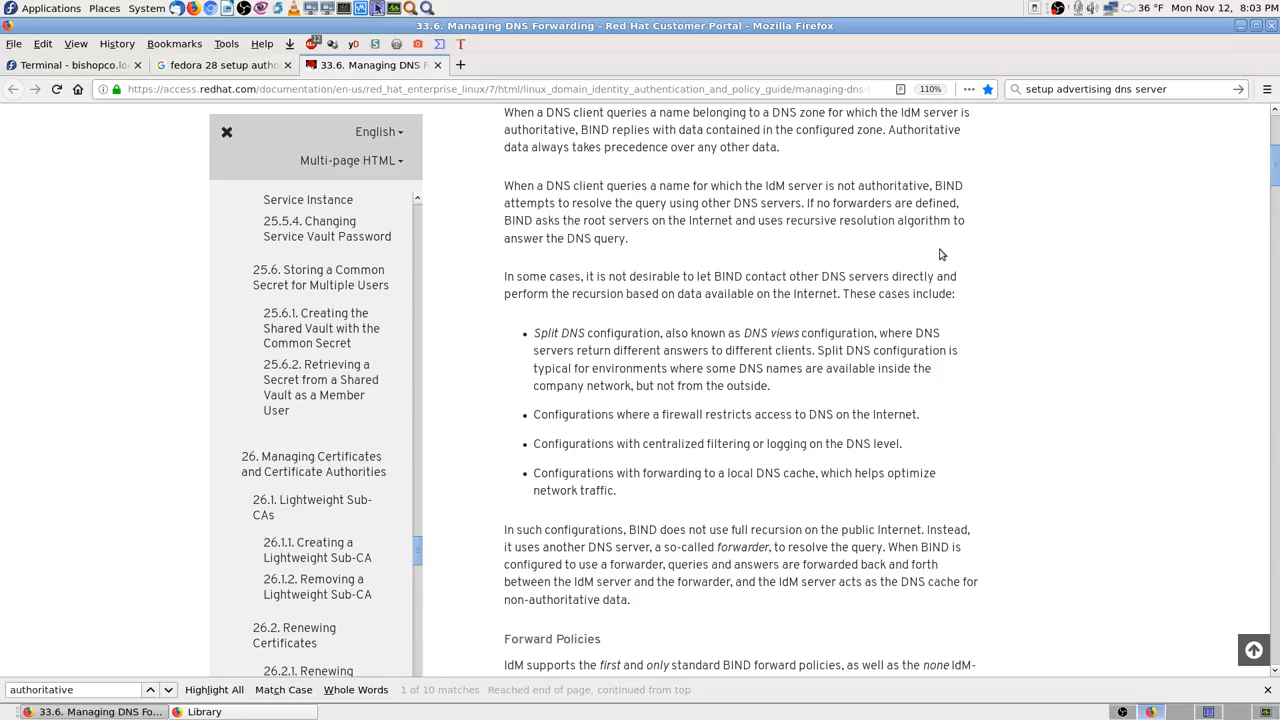 Applications Places System 36 °F Mon Nov 12, 8:03 PM
33.6. Managing DNS Forwarding - Red Hat Customer Portal - Mozilla Firefox
File Edit View History Bookmarks Tools Help 12 yD S T
Terminal - bishopco.lo
fedora 28 setup autho
33.6. Managing DNS F
https://access.redhat.com/documentation/en-us/red_hat_enterprise_linux/7/html/linux_domain_identity_authentication_and_policy_guide/managing-dns- 110% setup advertising dns server
English
Multi-page HTML
Service Instance
25.5.4. Changing
Service Vault Password
25.6. Storing a Common
Secret for Multiple Users
25.6.1. Creating the
Shared Vault with the
Common Secret
25.6.2. Retrieving a
Secret from a Shared
Vault as a Member
User
26. Managing Certificates
and Certificate Authorities
26.1. Lightweight Sub-
CAs
26.1.1. Creating a
Lightweight Sub-CA
26.1.2. Removing a
Lightweight Sub-CA
26.2. Renewing
Certificates
26.2.1. Renewing
When a DNS client queries a name belonging to a DNS zone for which the IdM server is
authoritative, BIND replies with data contained in the configured zone. Authoritative
data always takes precedence over any other data.
When a DNS client queries a name for which the IdM server is not authoritative, BIND
attempts to resolve the query using other DNS servers. If no forwarders are defined,
BIND asks the root servers on the Internet and uses recursive resolution algorithm to
answer the DNS query.
In some cases, it is not desirable to let BIND contact other DNS servers directly and
perform the recursion based on data available on the Internet. These cases include:
• Split DNS configuration, also known as DNS views configuration, where DNS
servers return different answers to different clients. Split DNS configuration is
typical for environments where some DNS names are available inside the
company network, but not from the outside.
• Configurations where a firewall restricts access to DNS on the Internet.
• Configurations with centralized filtering or logging on the DNS level.
• Configurations with forwarding to a local DNS cache, which helps optimize
network traffic.
In such configurations, BIND does not use full recursion on the public Internet. Instead,
it uses another DNS server, a so-called forwarder, to resolve the query. When BIND is
configured to use a forwarder, queries and answers are forwarded back and forth
between the IdM server and the forwarder, and the IdM server acts as the DNS cache for
non-authoritative data.
Forward Policies
IdM supports the first and only standard BIND forward policies, as well as the none IdM-
authoritative Highlight All Match Case Whole Words 1 of 10 matches Reached end of page, continued from top
33.6. Managing DNS Fo... Library